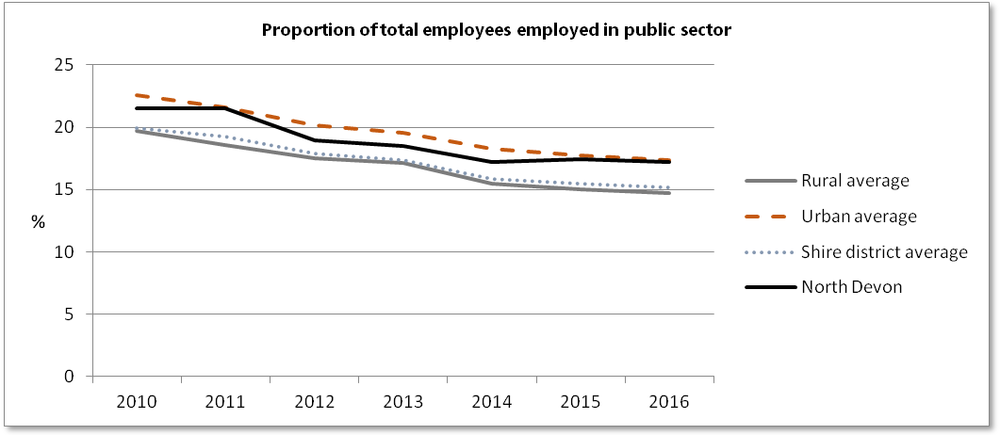 Proportion of total employees employed in public sector
25
20
15
10
5
0
%
2010 2011 2012 2013 2014 2015 2016
Rural average
Urban average
Shire district average
North Devon